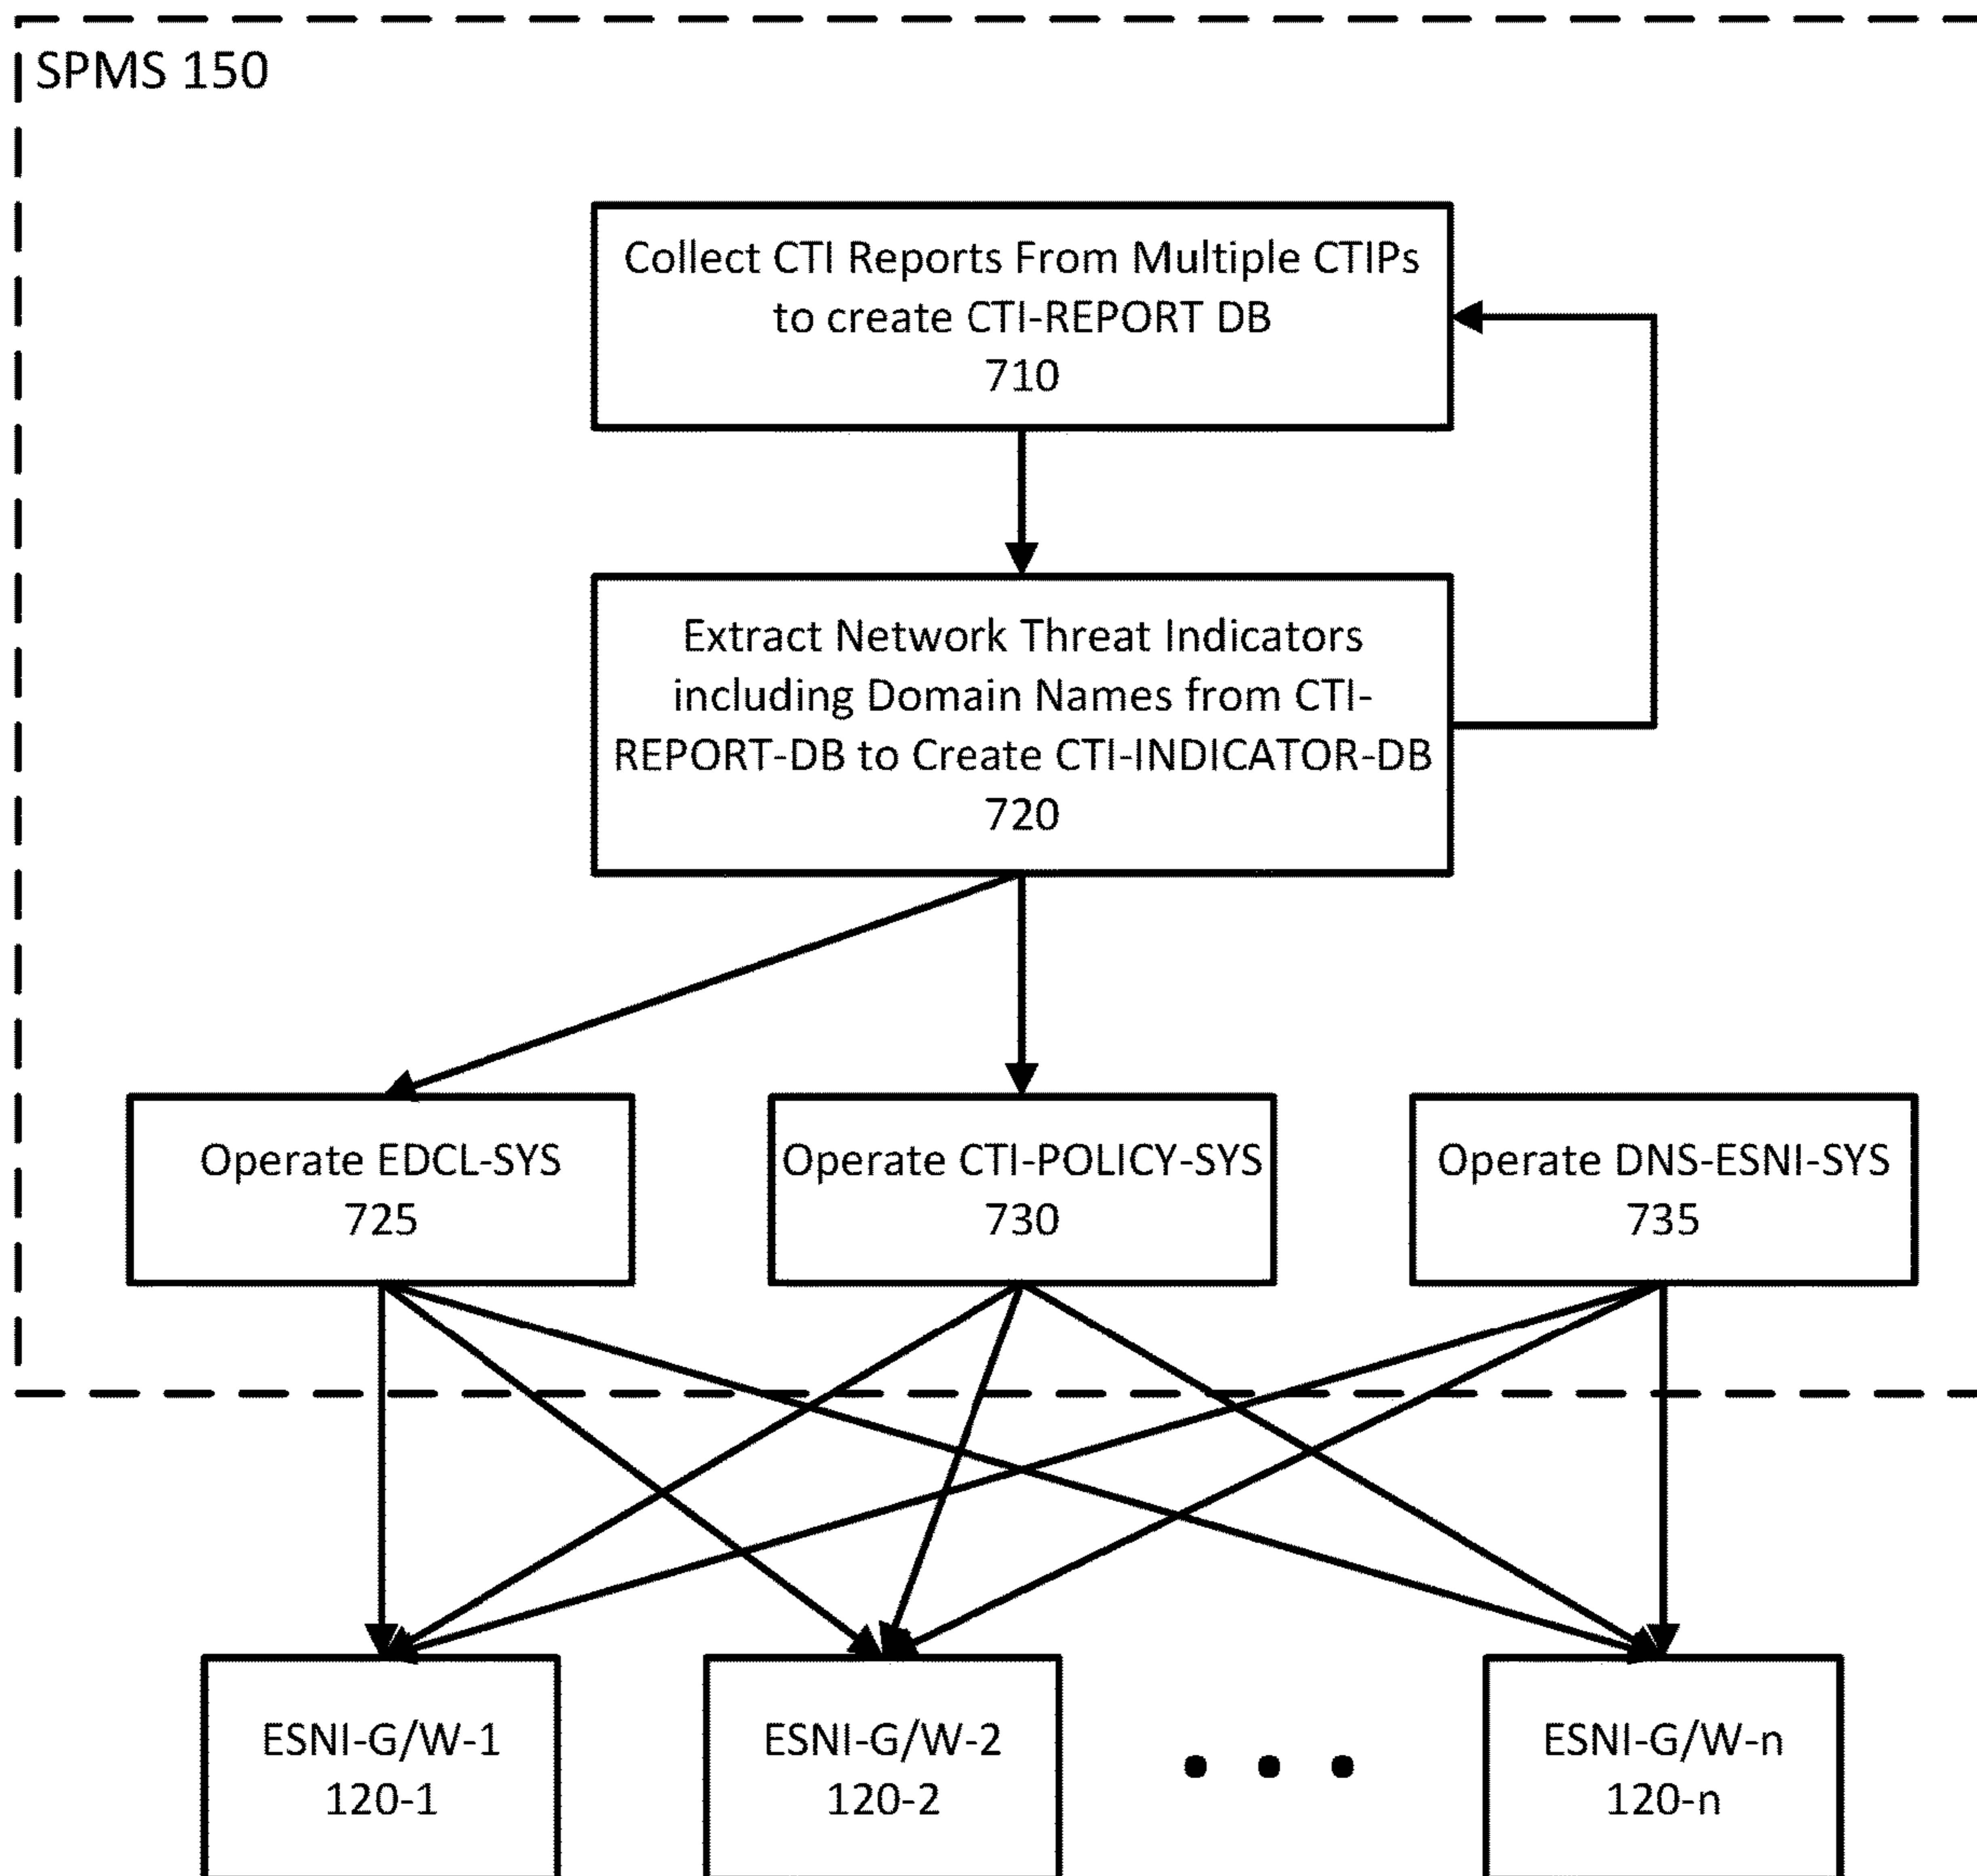 SPMS 150
Collect CTI Reports From Multiple CTIPs
to create CTI-REPORT DB
710
Extract Network Threat Indicators
including Domain Names from CTI-
REPORT-DB to Create CTI-INDICATOR-DB
720
Operate EDCL-SYS
725
Operate CTI-POLICY-SYS
730
Operate DNS-ESNI-SYS
735
ESNI-G/W-1
120-1
ESNI-G/W-2
120-2
• • •
ESNI-G/W-n
120-n